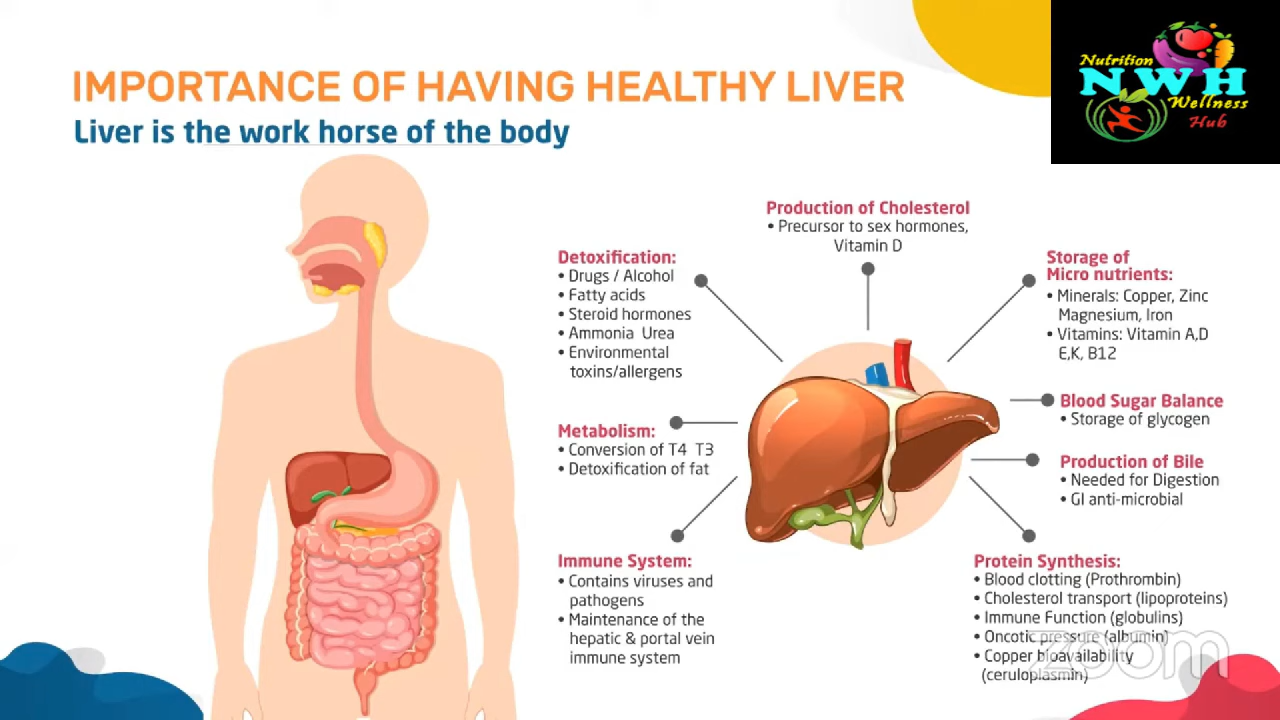 IMPORTANCE OF HAVING HEALTHY LIVER
Liver is the work horse of the body
Nutrition
NWH
Wellness
Hub
Production of Cholesterol
• Precursor to sex hormones,
Vitamin D
Detoxification:
• Drugs / Alcohol
• Fatty acids
• Steroid hormones
• Ammonia Urea
• Environmental
toxins/allergens
Metabolism:
• Conversion of T4 T3
• Detoxification of fat
Immune System:
• Contains viruses and
pathogens
• Maintenance of the
hepatic & portal vein
immune system
Storage of
Micro nutrients:
• Minerals: Copper, Zinc
Magnesium, Iron
• Vitamins: Vitamin A,D
E,K, B12
Blood Sugar Balance
• Storage of glycogen
Production of Bile
• Needed for Digestion
• GI anti-microbial
Protein Synthesis:
• Blood clotting (Prothrombin)
• Cholesterol transport (lipoproteins)
• Immune Function (globulins)
• Oncotic pressure (albumin)
• Copper bioavailability
(ceruloplasmin)
zoom